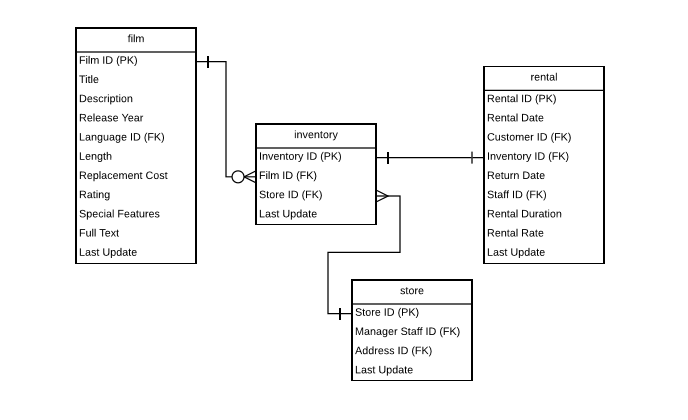 film
Film ID (PK)
Title
Description
Release Year
Language ID (FK)
Length
Replacement Cost
Rating
Special Features
Full Text
Last Update
inventory
Inventory ID (PK)
Film ID (FK)
Store ID (FK)
Last Update
rental
Rental ID (PK)
Rental Date
Customer ID (FK)
Inventory ID (FK)
Return Date
Staff ID (FK)
Rental Duration
Rental Rate
Last Update
store
Store ID (PK)
Manager Staff ID (FK)
Address ID (FK)
Last Update